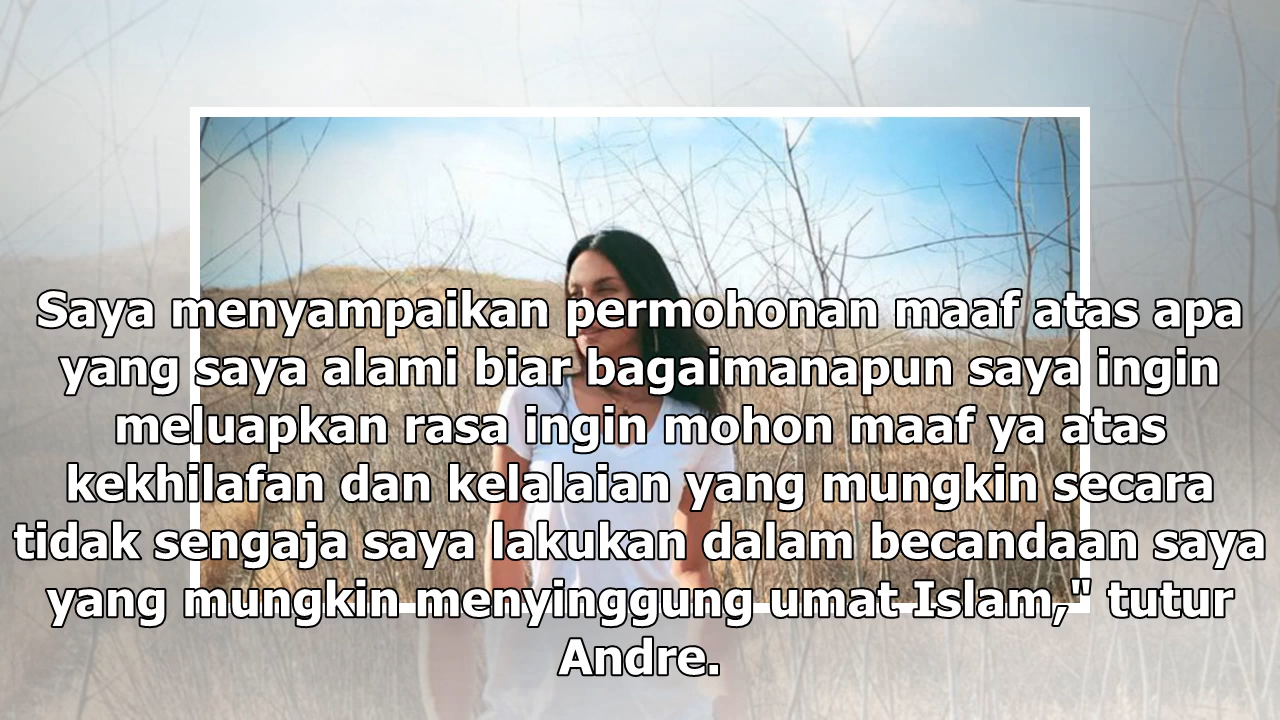 Saya menyampaikan permohonan maaf atas apa
yang saya alami biar bagaimanapun saya ingin
meluapkan rasa ingin mohon maaf ya atas
kekhilafan dan kelalaian yang mungkin secara
tidak sengaja saya lakukan dalam becandaan saya
yang mungkin menyinggung umat Islam," tutur
Andre.